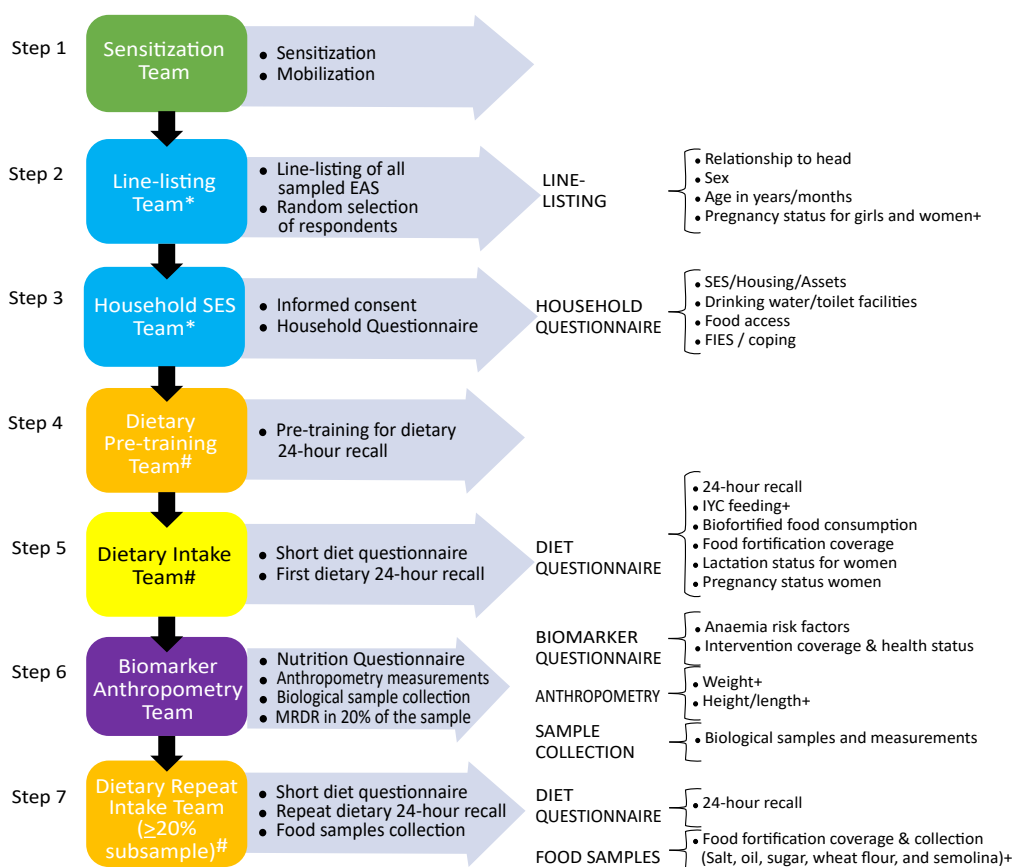 Step 1
Sensitization
Team
• Sensitization
• Mobilization
Step 2
Line-listing
Team*
• Line-listing of all
sampled EAS
• Random selection
of respondents
LINE-
LISTING
• Relationship to head
• Sex
• Age in years/months
• Pregnancy status for girls and women+
Step 3
Household SES
Team*
• Informed consent
• Household Questionnaire
HOUSEHOLD
QUESTIONNAIRE
• SES/Housing/Assets
• Drinking water/toilet facilities
• Food access
• FIES / coping
Step 4
Dietary
Pre-training
Team#
• Pre-training for dietary
24-hour recall
Step 5
Dietary Intake
Team#
• Short diet questionnaire
• First dietary 24-hour recall
DIET
QUESTIONNAIRE
• 24-hour recall
• IYC feeding+
• Biofortified food consumption
• Food fortification coverage
• Lactation status for women
• Pregnancy status women
Step 6
Biomarker
Anthropometry
Team
• Nutrition Questionnaire
• Anthropometry measurements
• Biological sample collection
• MRDR in 20% of the sample
BIOMARKER
QUESTIONNAIRE
• Anaemia risk factors
• Intervention coverage & health status
ANTHROPOMETRY
• Weight+
• Height/length+
SAMPLE
COLLECTION
• Biological samples and measurements
Step 7
Dietary Repeat
Intake Team
(≥20%
subsample)#
• Short diet questionnaire
• Repeat dietary 24-hour recall
• Food samples collection
DIET
QUESTIONNAIRE
• 24-hour recall
FOOD SAMPLES
• Food fortification coverage & collection
(Salt, oil, sugar, wheat flour, and semolina)+